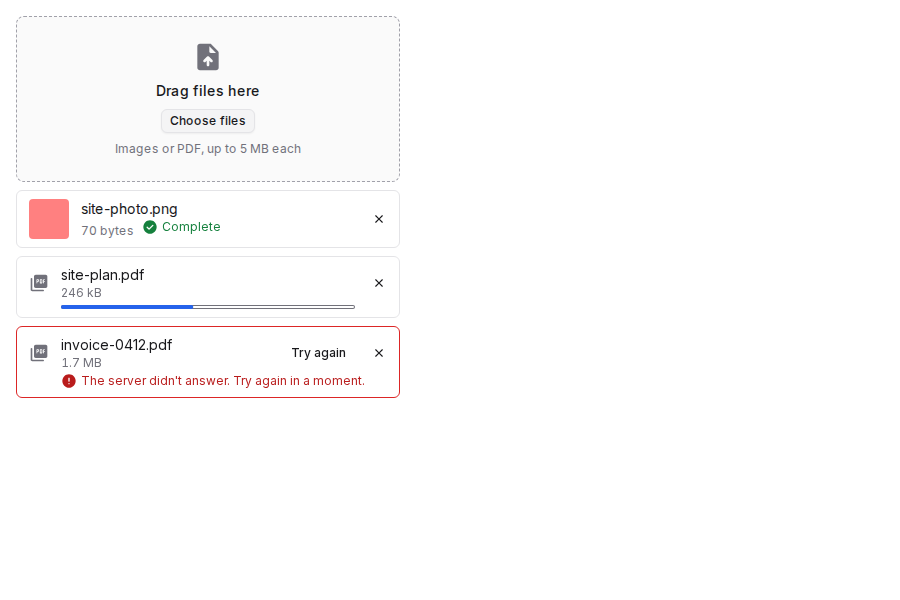 Drag files here
Choose files
Images or PDF, up to 5 MB each
site-photo.png
70 bytes Complete
PDF site-plan.pdf
246 kB
PDF invoice-0412.pdf Try again
1.7 MB
The server didn't answer. Try again in a moment.